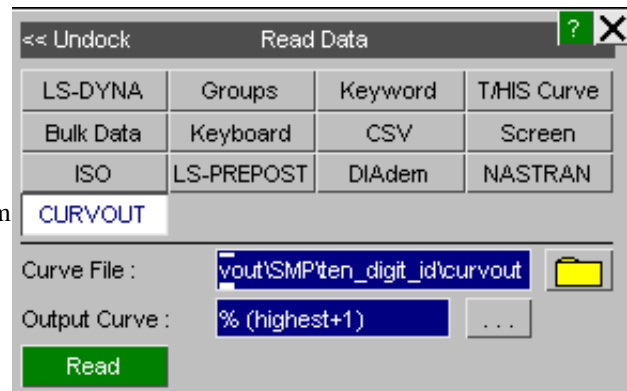 << Undock Read Data ? X
LS-DYNA Groups Keyword T/HIS Curve
Bulk Data Keyboard CSV Screen
ISO LS-PREPOST DIAdem NASTRAN
m CURVOUT
Curve File : vout\SMP\ten_digit_id\curvout
Output Curve : % (highest+1) ...
Read